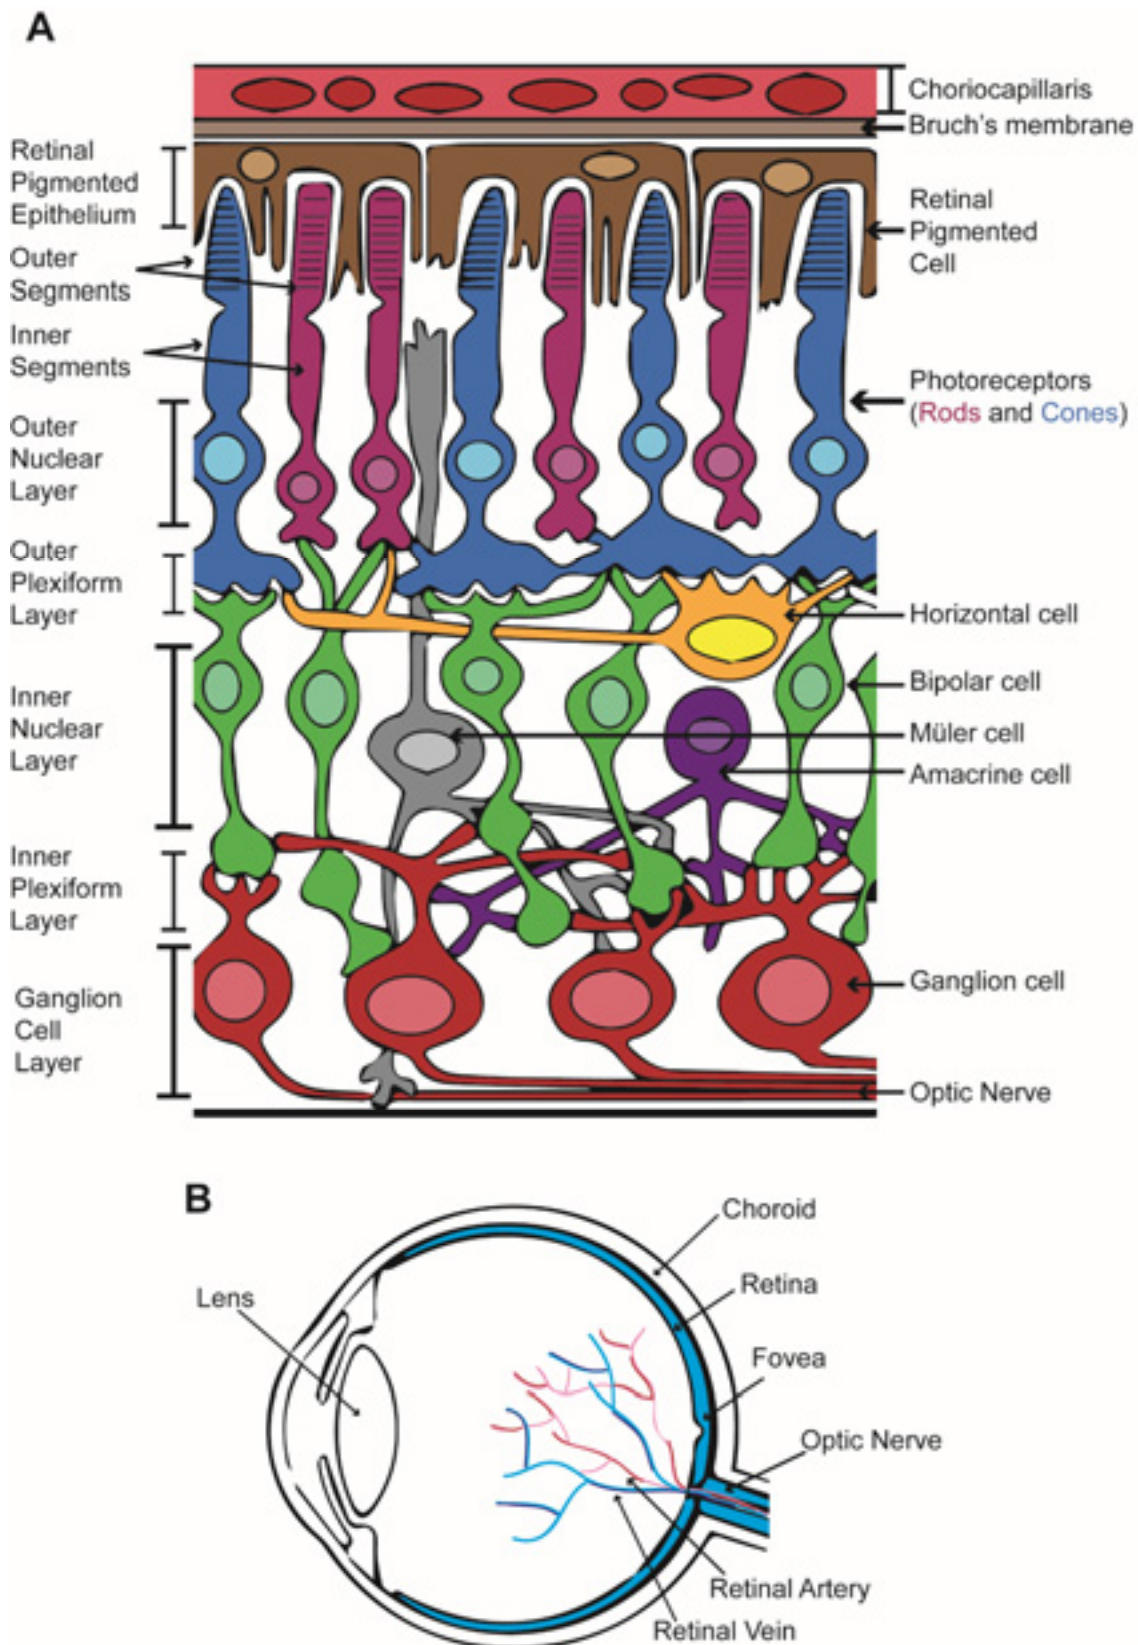 A
Choriocapillaris
Bruch's membrane
Retinal
Pigmented
Epithelium
Retinal
Pigmented
Cell
Outer
Segments
Inner
Segments
Photoreceptors
(Rods and Cones)
Outer
Nuclear
Layer
Outer
Plexiform
Layer
Horizontal cell
Bipolar cell
Inner
Nuclear
Layer
Müler cell
Amacrine cell
Inner
Plexiform
Layer
Ganglion
Cell
Layer
Ganglion cell
Optic Nerve
B
Choroid
Lens
Retina
Fovea
Optic Nerve
Retinal Artery
Retinal Vein